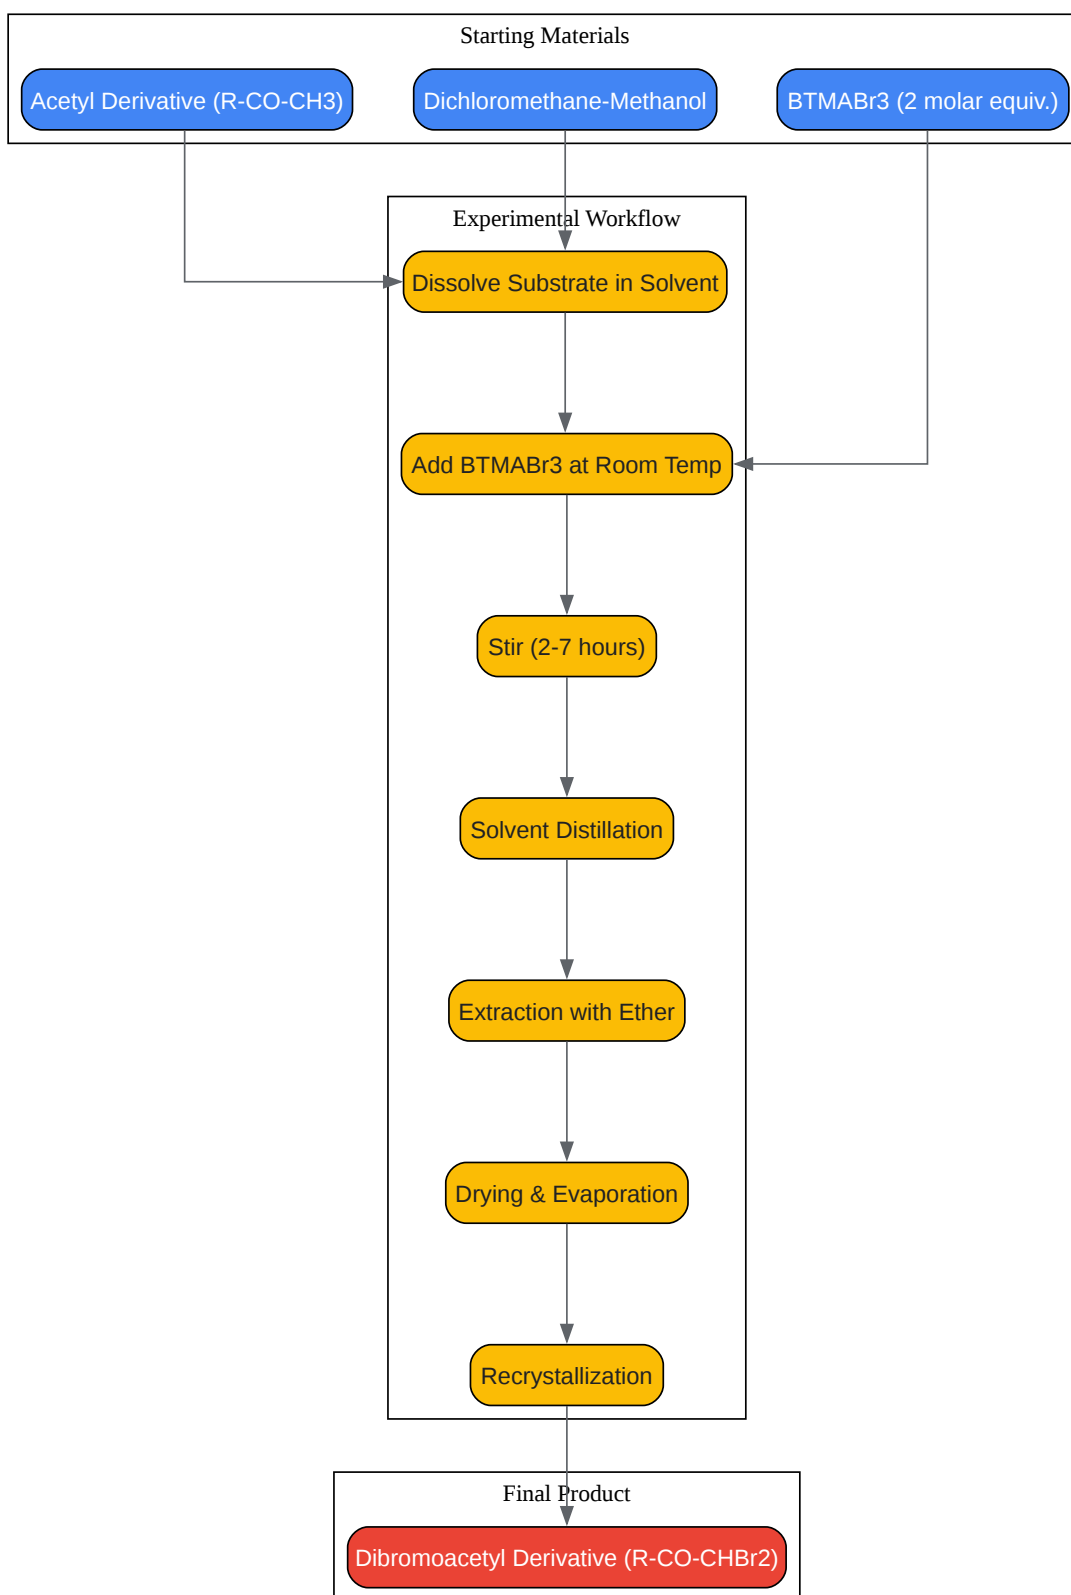 Starting Materials
Acetyl Derivative (R-CO-CH3)
Dichloromethane-Methanol
BTMABr3 (2 molar equiv.)
Experimental Workflow
Dissolve Substrate in Solvent
Add BTMABr3 at Room Temp
Stir (2-7 hours)
Solvent Distillation
Extraction with Ether
Drying & Evaporation
Recrystallization
Final Product
Dibromoacetyl Derivative (R-CO-CHBr2)